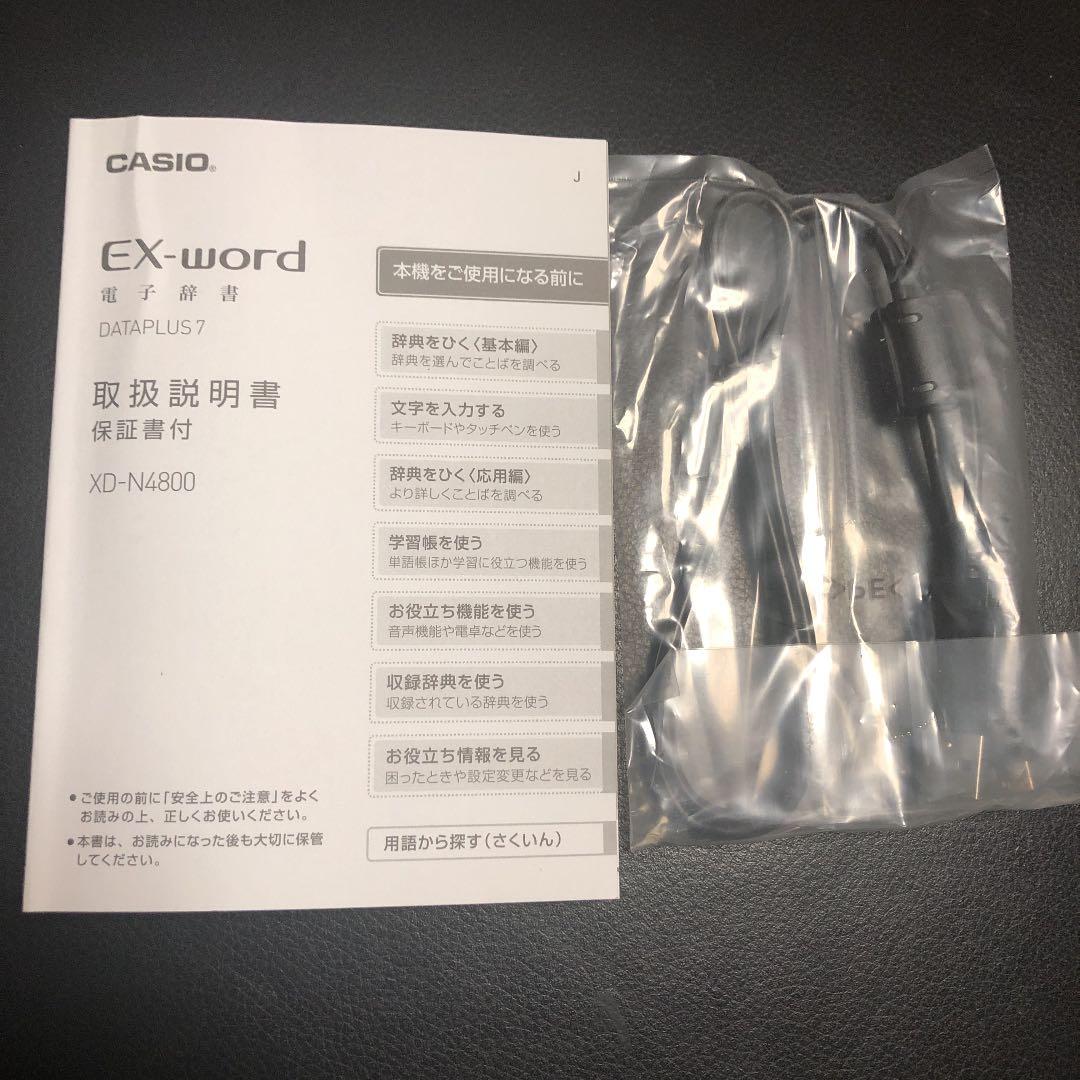 CASIO®
J
EX-word
電子辞書
DATAPLUS 7
取扱説明書
保証書付
XD-N4800
本機をご使用になる前に
辞典をひく〈基本編〉
辞典を選んでことばを調べる
文字を入力する
キーボードやタッチペンを使う
辞典をひく〈応用編〉
より詳しくことばを調べる
学習帳を使う
単語帳ほか学習に役立つ機能を使う
お役立ち機能を使う
音声機能や電卓などを使う
収録辞典を使う
収録されている辞典を使う
お役立ち情報を見る
困ったときや設定変更などを見る
用語から探す(さくいん)
●ご使用の前に「安全上のご注意」をよく
お読みの上、正しくお使いください。
●本書は、お読みになった後も大切に保管
してください。
>PE<